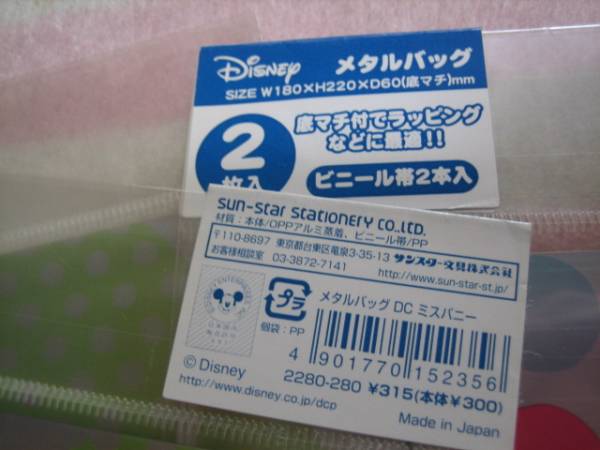 Disney メタルバッグ
SIZE W180×H220×D60(底マチ)mm
2
枚入
底マチ付でラッピング
などに最適!!
ビニール帯2本入
sun-star stationery co.,ltd.
材質:本体/OPPアルミ蒸着、ビニール帯/PP
〒110-8697 東京都台東区竜泉3-35-13 サンスター文具株式会社
お客様相談室 03-3872-7141 http://www.sun-star-st.jp/
プラ
個袋:PP
メタルバッグ DC ミスバニー
4 901770 152356
© Disney
2280-280 ¥315(本体¥300)
http://www.disney.co.jp/dcp
Made in Japan